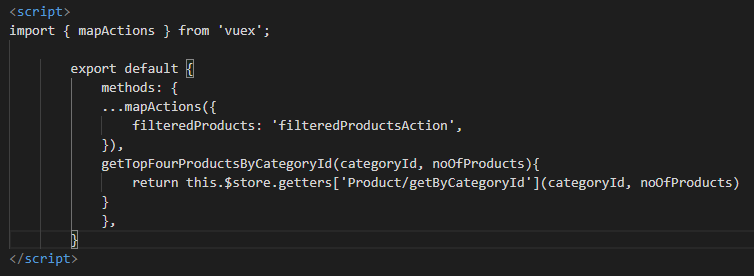 <script>
import { mapActions } from 'vuex';
export default {
methods: {
...mapActions({
filteredProducts: 'filteredProductsAction',
}),
getTopFourProductsByCategoryId(categoryId, noOfProducts){
return this.$store.getters['Product/getByCategoryId'](categoryId, noOfProducts)
}
},
}
</script>